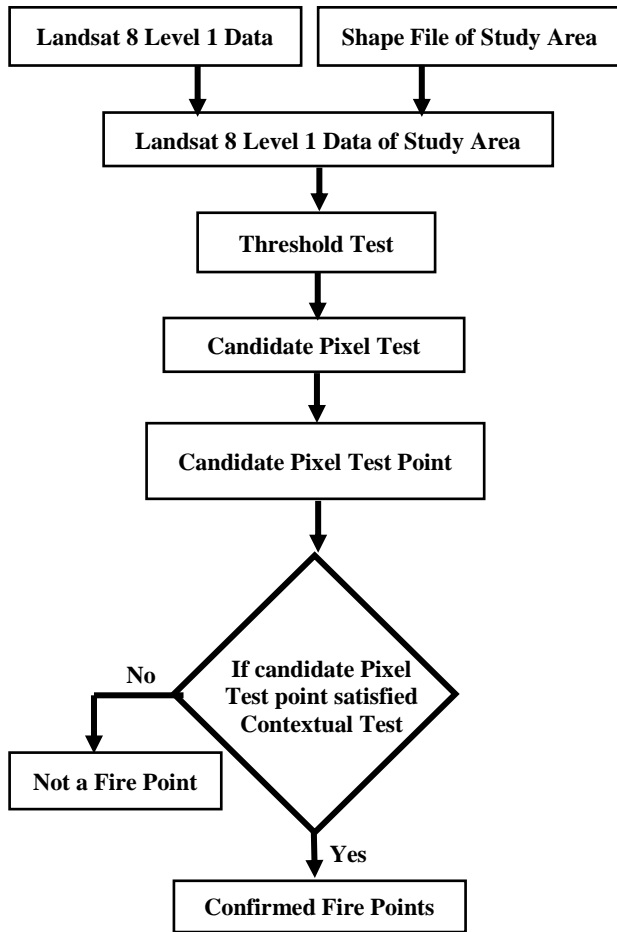 Landsat 8 Level 1 Data
Shape File of Study Area
Landsat 8 Level 1 Data of Study Area
Threshold Test
Candidate Pixel Test
Candidate Pixel Test Point
If candidate Pixel
Test point satisfied
Contextual Test
No
Not a Fire Point
Yes
Confirmed Fire Points